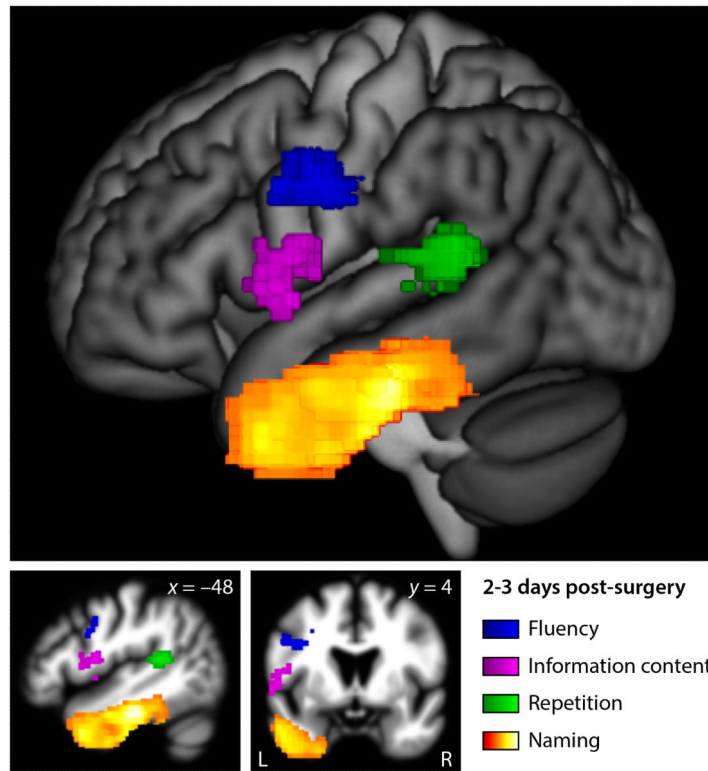 x = –48
y = 4
L
R
2-3 days post-surgery
Fluency
Information content
Repetition
Naming